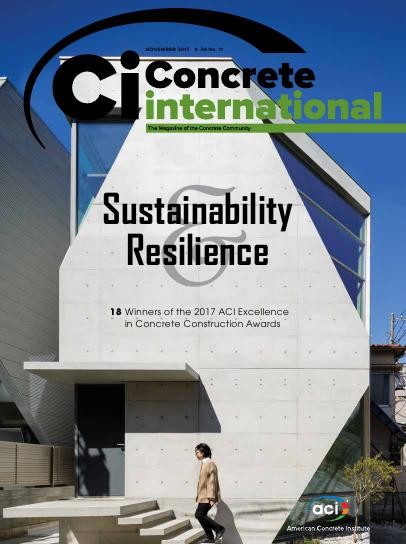 NOVEMBER 2017 V. 39 No. 11
Ci Concrete
international
The Magazine of the Concrete Community
&
Sustainability
Resilience
18 Winners of the 2017 ACI Excellence
in Concrete Construction Awards
aci
American Concrete Institute